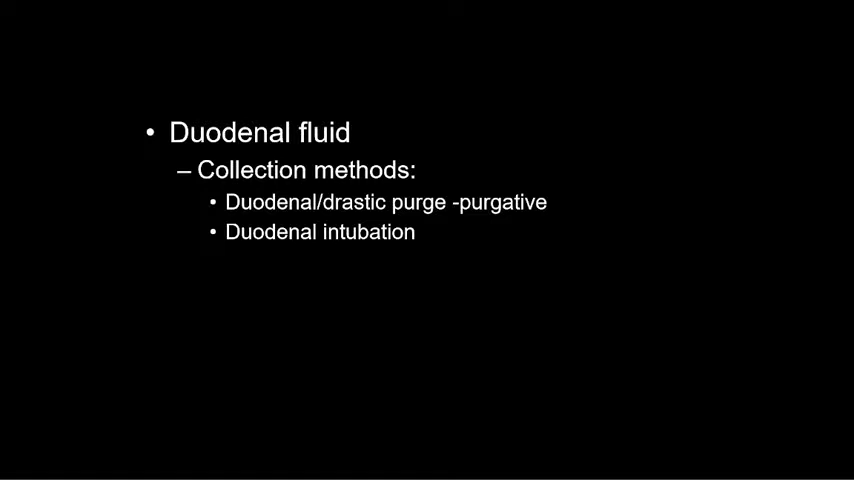 • Duodenal fluid
– Collection methods:
• Duodenal/drastic purge -purgative
• Duodenal intubation